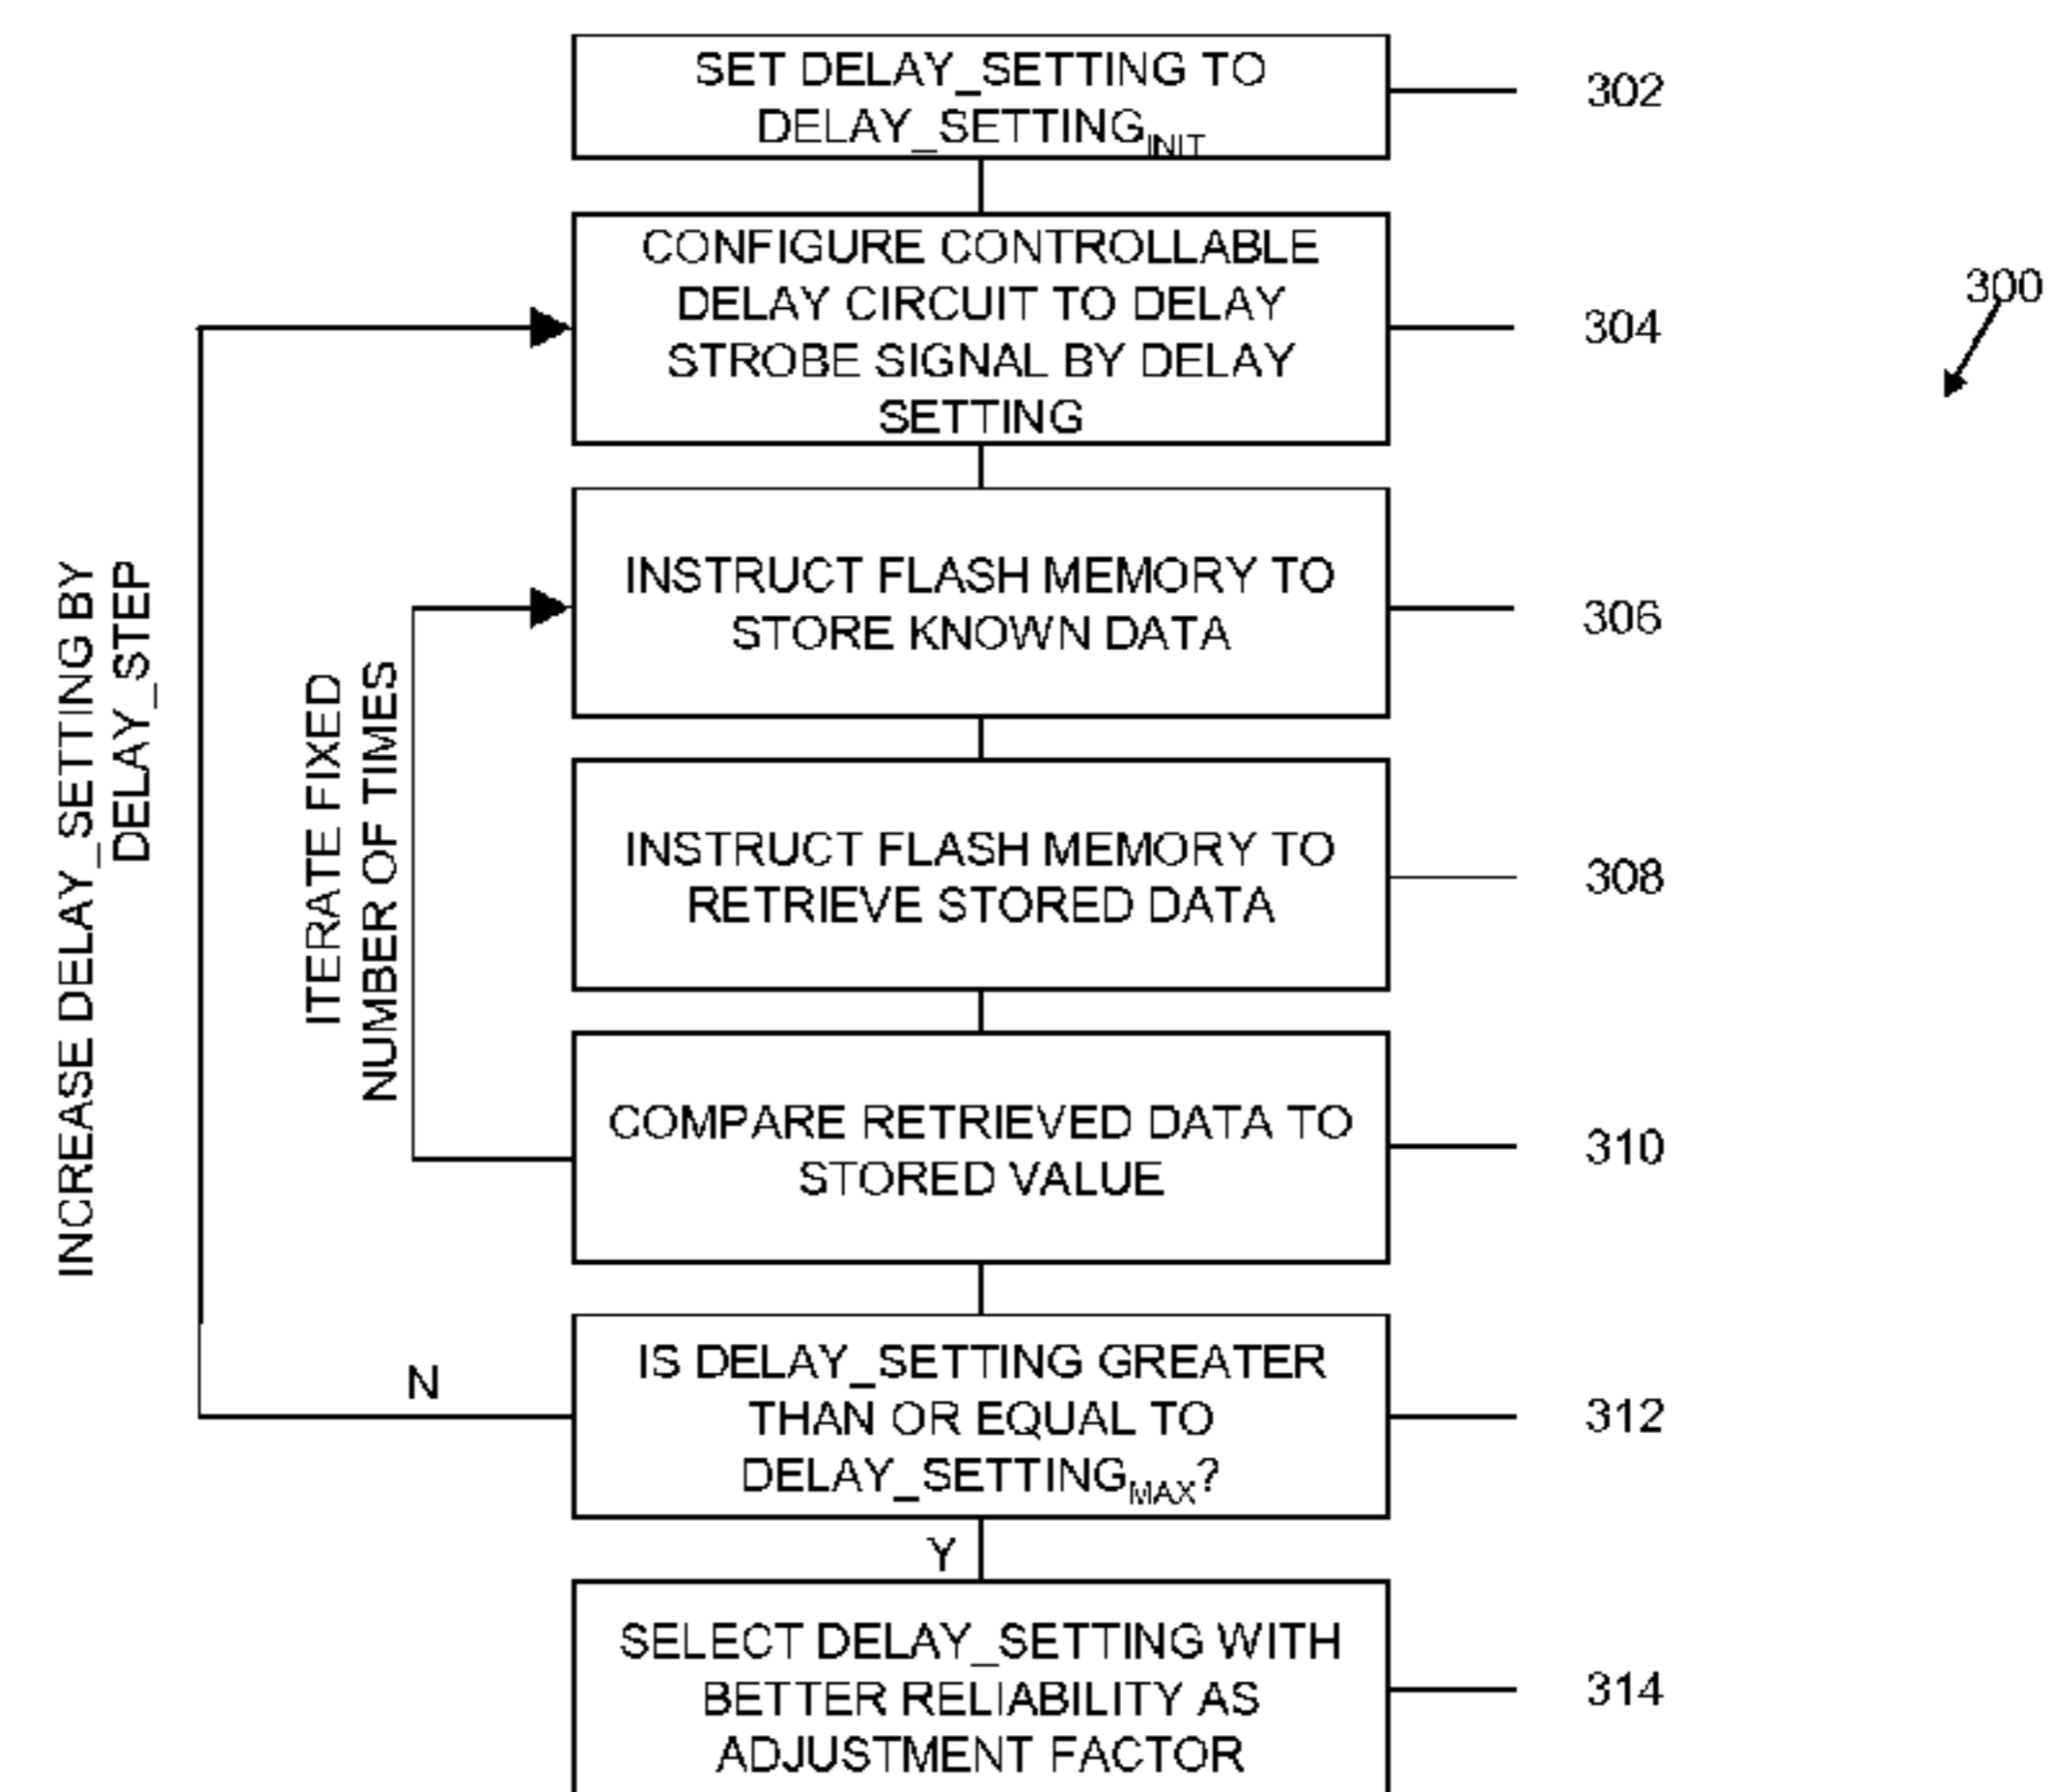 SET DELAY_SETTING TO
DELAY_SETTING_INIT
302
CONFIGURE CONTROLLABLE
DELAY CIRCUIT TO DELAY
STROBE SIGNAL BY DELAY
SETTING
304
300
INSTRUCT FLASH MEMORY TO
STORE KNOWN DATA
306
INSTRUCT FLASH MEMORY TO
RETRIEVE STORED DATA
308
COMPARE RETRIEVED DATA TO
STORED VALUE
310
ITERATE FIXED
NUMBER OF TIMES
INCREASE DELAY_SETTING BY
DELAY_STEP
IS DELAY_SETTING GREATER
THAN OR EQUAL TO
DELAY_SETTING_MAX?
312
N
Y
SELECT DELAY_SETTING WITH
BETTER RELIABILITY AS
ADJUSTMENT FACTOR
314